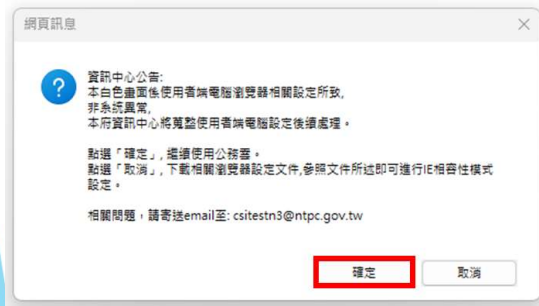 網頁訊息
資訊中心公告:
本白色畫面係使用者端電腦瀏覽器相關設定所致,
非系統異常,
本府資訊中心將蒐整使用者端電腦設定後續處理。
點選「確定」, 繼續使用公務雲。
點選「取消」, 下載相關瀏覽器設定文件,參照文件所述即可進行IE相容性模式
設定。
相關問題，請寄送email至: csitestn3@ntpc.gov.tw
確定
取消